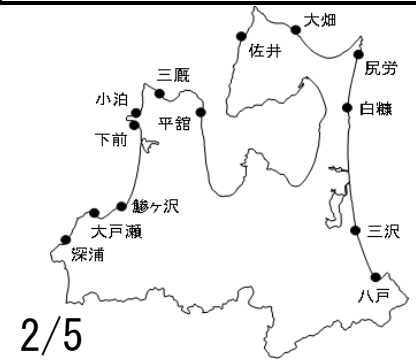 大畑
佐井
尻労
三厩
小泊
平舘
白糠
下前
鰺ヶ沢
大戸瀬
三沢
深浦
八戸
2/5